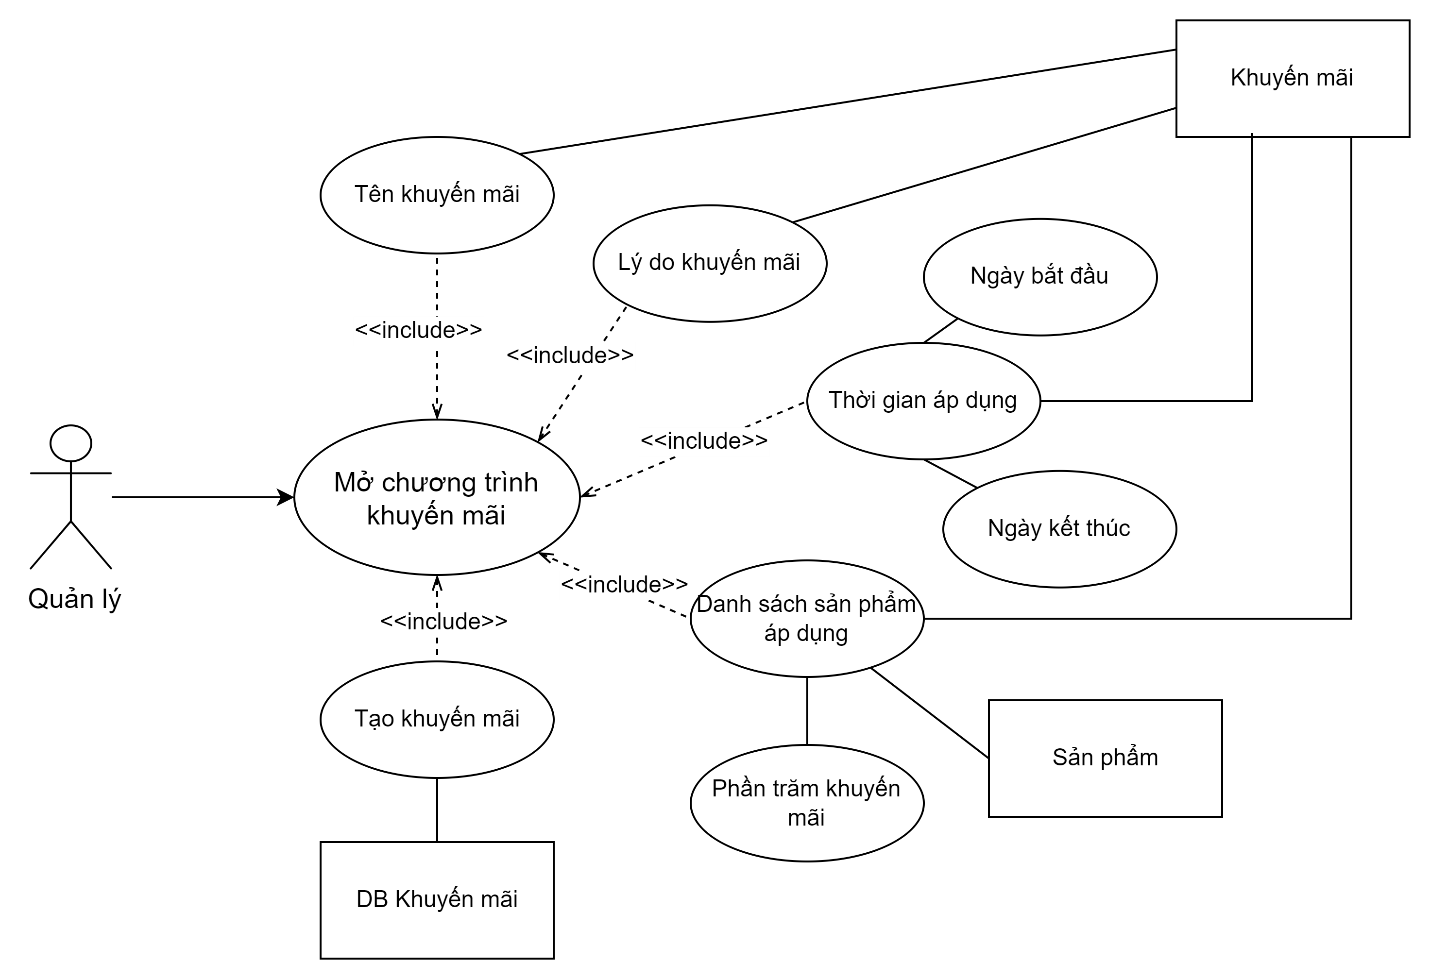 Khuyến mãi
Tên khuyến mãi
Lý do khuyến mãi
Ngày bắt đầu
<<include>>
<<include>>
Thời gian áp dụng
<<include>>
Mở chương trình
khuyến mãi
Ngày kết thúc
Quản lý
<<include>>
Danh sách sản phẩm
áp dụng
<<include>>
Tạo khuyến mãi
Sản phẩm
Phần trăm khuyến
mãi
DB Khuyến mãi